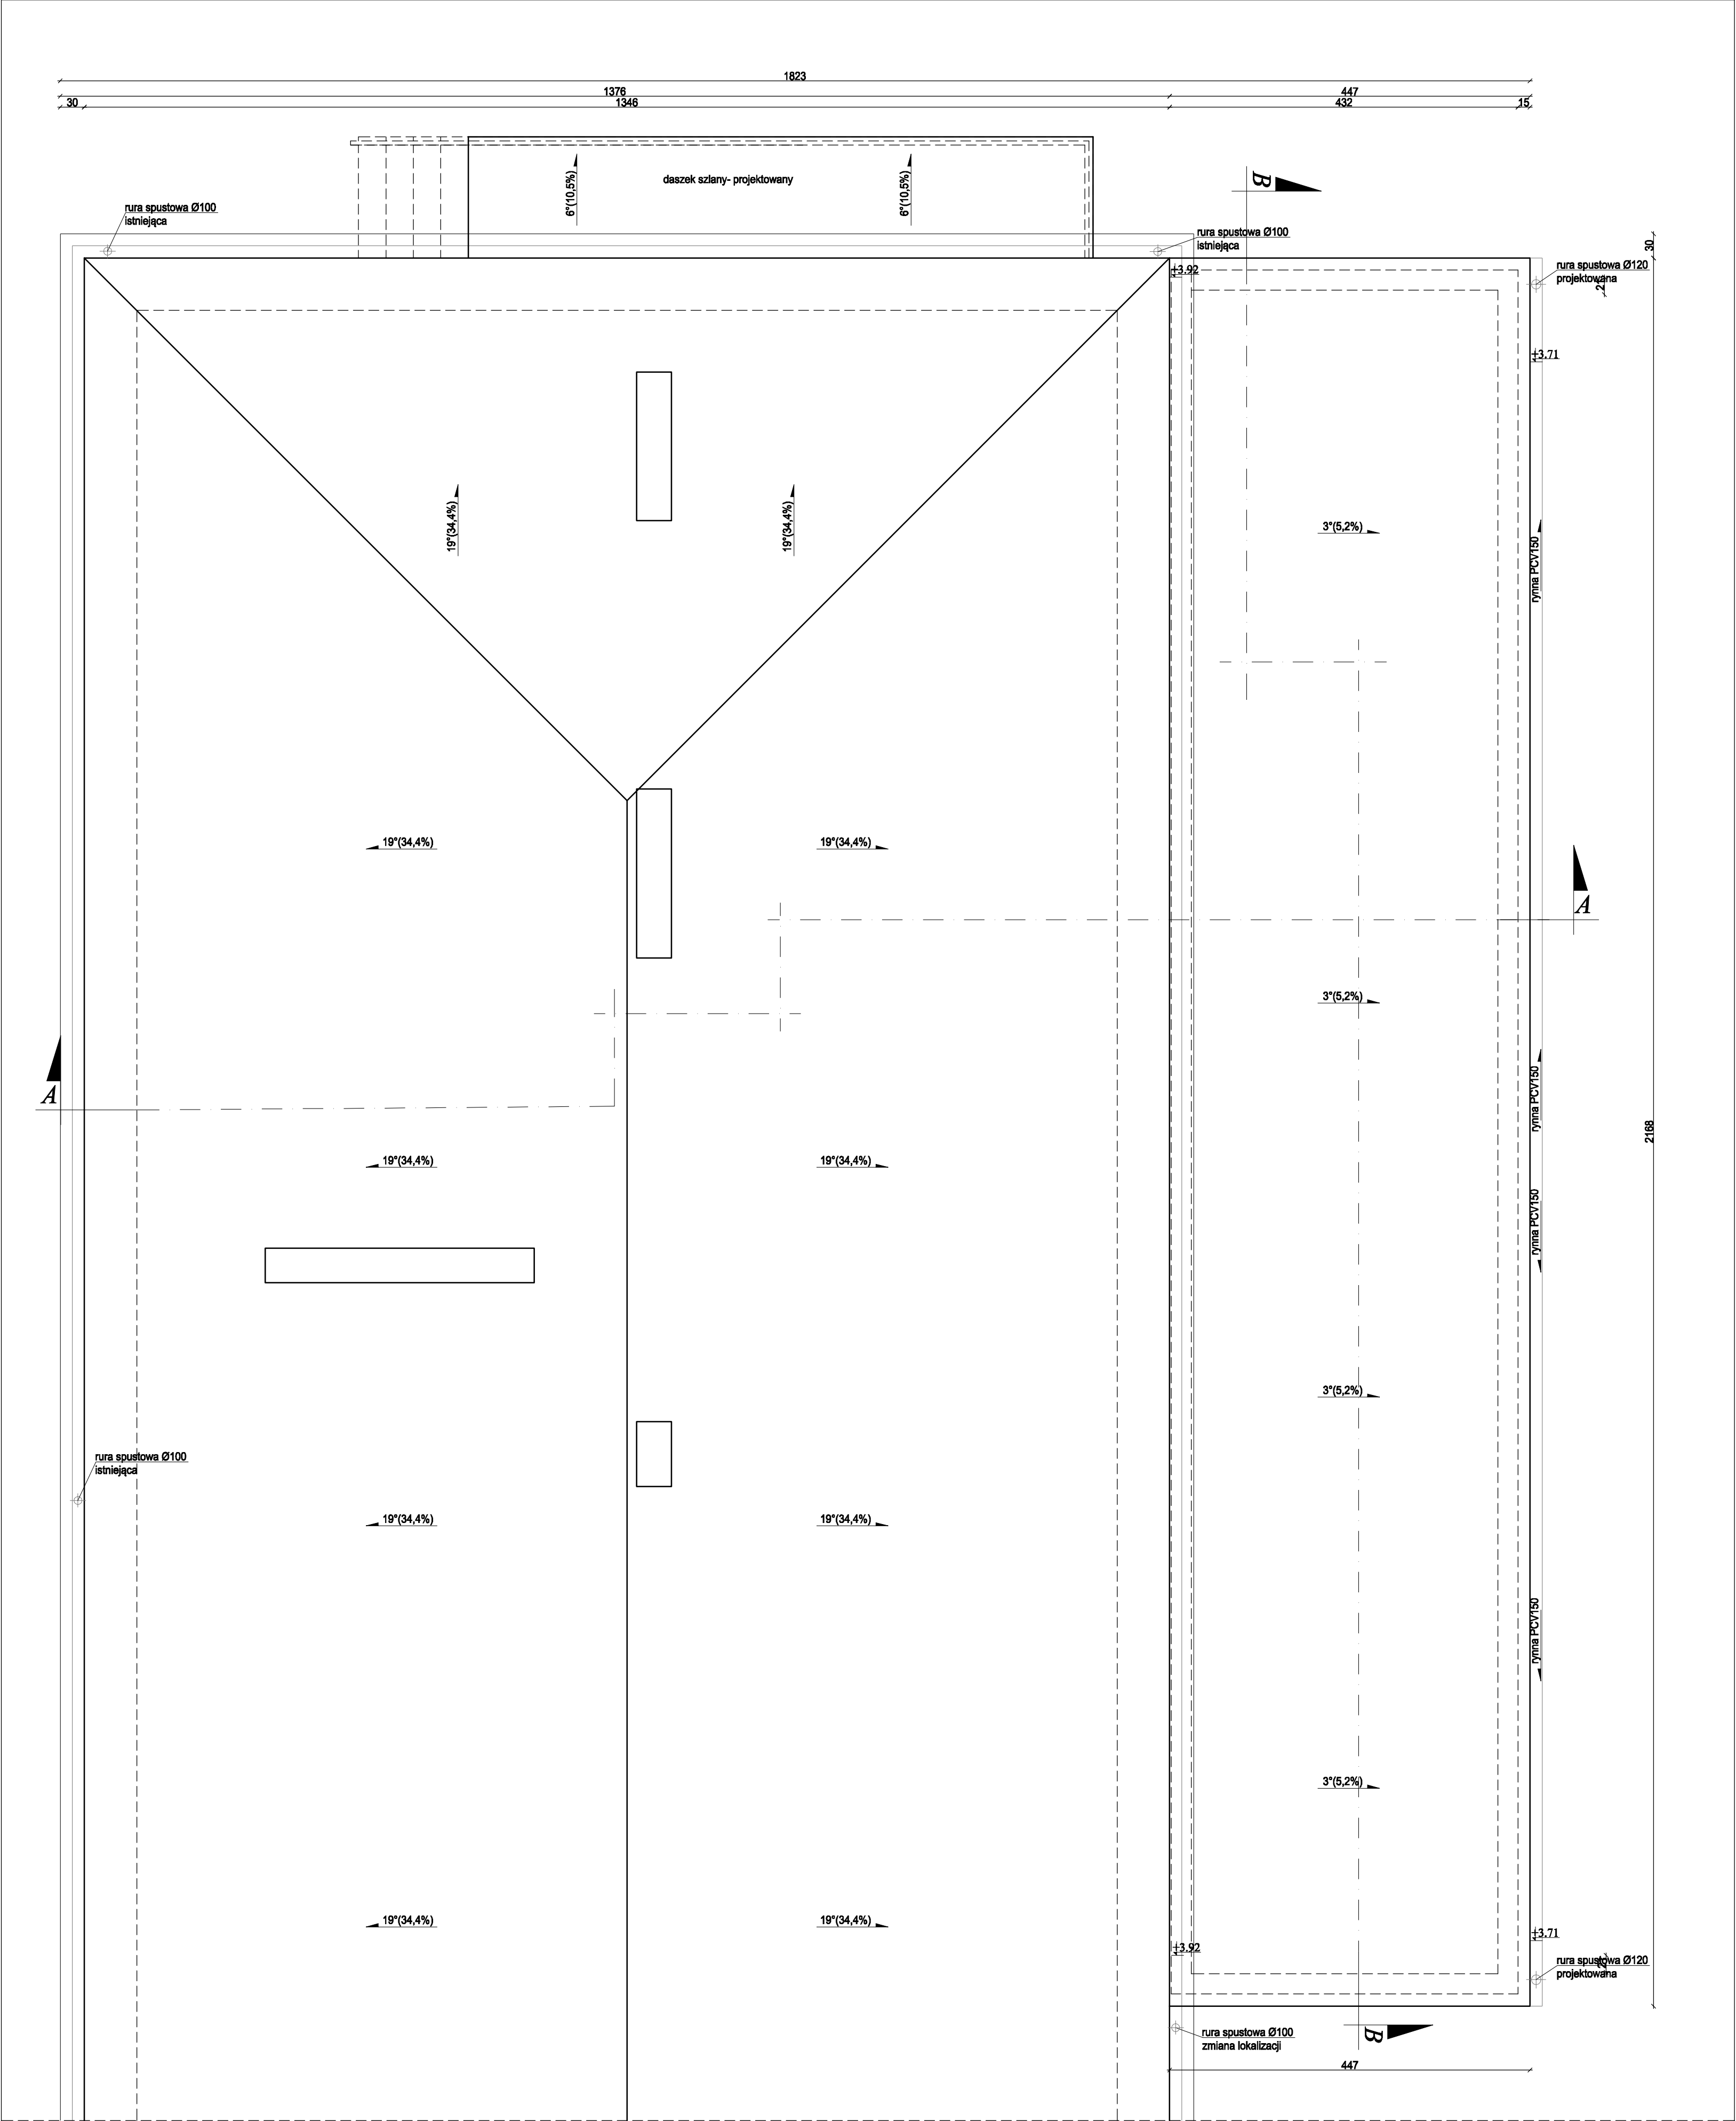 1823
1376
447
30
1346
432
15
daszek szlany- projektowany
6°(10,5%)
6°(10,5%)
B
rura spustowa Ø100
istniejąca
rura spustowa Ø100
istniejąca
30
+3.92
rura spustowa Ø120
projektowana
+3.71
19°(34,4%)
19°(34,4%)
3°(5,2%)
rynna PCV150
19°(34,4%)
19°(34,4%)
A
3°(5,2%)
A
rynna PCV150
2168
19°(34,4%)
19°(34,4%)
rynna PCV150
3°(5,2%)
rura spustowa Ø100
istniejąca
19°(34,4%)
19°(34,4%)
rynna PCV150
3°(5,2%)
19°(34,4%)
19°(34,4%)
+3.92
+3.71
rura spustowa Ø120
projektowana
rura spustowa Ø100
zmiana lokalizacji
B
447